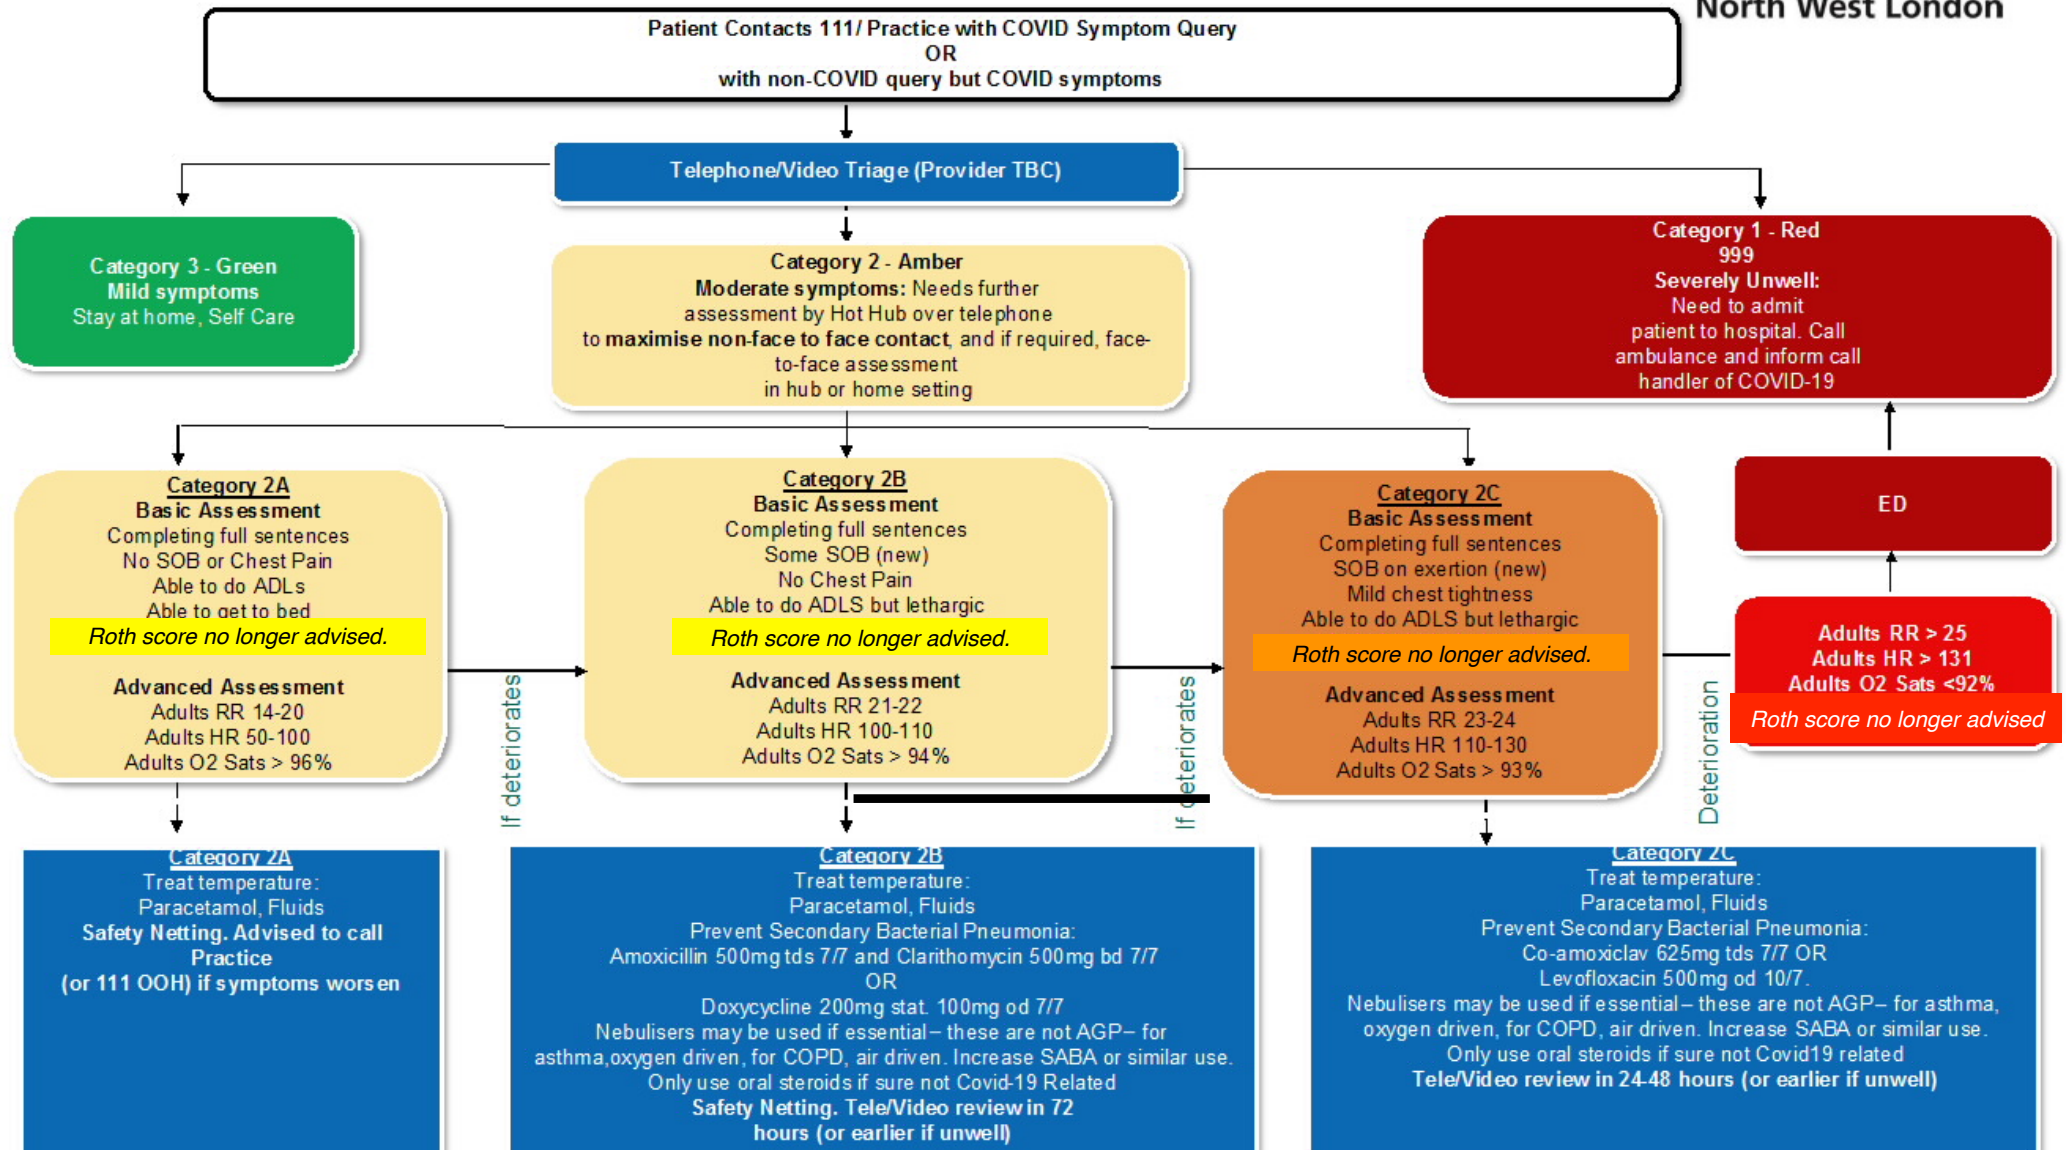 North West London
Patient Contacts 111/ Practice with COVID Symptom Query
OR
with non-COVID query but COVID symptoms
Telephone/Video Triage (Provider TBC)
Category 3 - Green
Mild symptoms
Stay at home, Self Care
Category 2 - Amber
Moderate symptoms: Needs further
assessment by Hot Hub over telephone
to maximise non-face to face contact, and if required, face-
to-face assessment
in hub or home setting
Category 1 - Red
999
Severely Unwell:
Need to admit
patient to hospital. Call
ambulance and inform call
handler of COVID-19
Category 2A
Basic Assessment
Completing full sentences
No SOB or Chest Pain
Able to do ADLs
Able to get to bed
Roth score no longer advised.
Advanced Assessment
Adults RR 14-20
Adults HR 50-100
Adults O2 Sats > 96%
If deteriorates
Category 2B
Basic Assessment
Completing full sentences
Some SOB (new)
No Chest Pain
Able to do ADLS but lethargic
Roth score no longer advised.
Advanced Assessment
Adults RR 21-22
Adults HR 100-110
Adults O2 Sats > 94%
If deteriorates
Category 2C
Basic Assessment
Completing full sentences
SOB on exertion (new)
Mild chest tightness
Able to do ADLS but lethargic
Roth score no longer advised.
Advanced Assessment
Adults RR 23-24
Adults HR 110-130
Adults O2 Sats > 93%
Deterioration
ED
Adults RR > 25
Adults HR > 131
Adults O2 Sats <92%
Roth score no longer advised
Category 2A
Treat temperature:
Paracetamol, Fluids
Safety Netting. Advised to call
Practice
(or 111 OOH) if symptoms worsen
Category 2B
Treat temperature:
Paracetamol, Fluids
Prevent Secondary Bacterial Pneumonia:
Amoxicillin 500mg tds 7/7 and Clarithomycin 500mg bd 7/7
OR
Doxycycline 200mg stat. 100mg od 7/7
Nebulisers may be used if essential – these are not AGP – for
asthma,oxygen driven, for COPD, air driven. Increase SABA or similar use.
Only use oral steroids if sure not Covid-19 Related
Safety Netting. Tele/Video review in 72
hours (or earlier if unwell)
Category 2C
Treat temperature:
Paracetamol, Fluids
Prevent Secondary Bacterial Pneumonia:
Co-amoxiclav 625mg tds 7/7 OR
Levofloxacin 500mg od 10/7.
Nebulisers may be used if essential – these are not AGP – for asthma,
oxygen driven, for COPD, air driven. Increase SABA or similar use.
Only use oral steroids if sure not Covid19 related
Tele/Video review in 24-48 hours (or earlier if unwell)